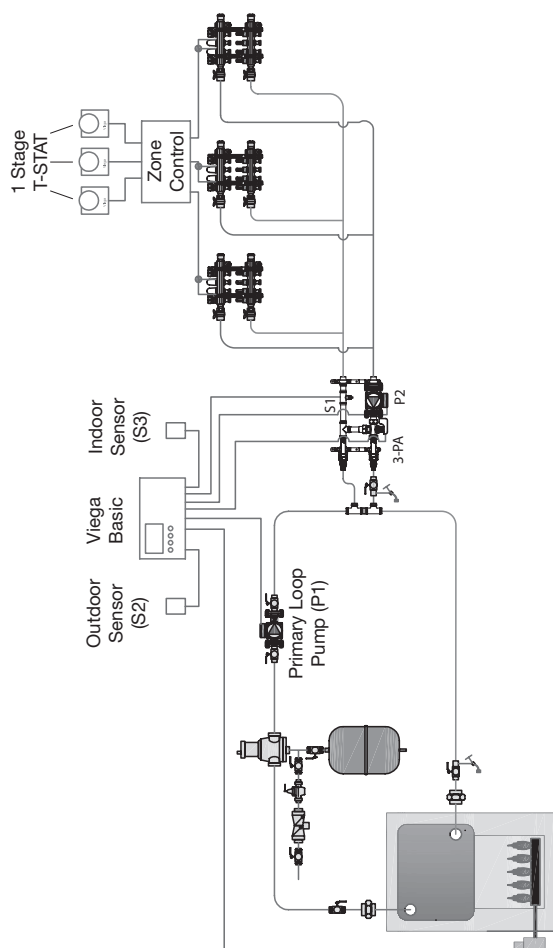 1 Stage
T-STAT
Zone
Control
Indoor
Sensor
(S3)
Viega
Basic
Outdoor
Sensor
(S2)
S1
P2
3-PA
Primary Loop
Pump (P1)